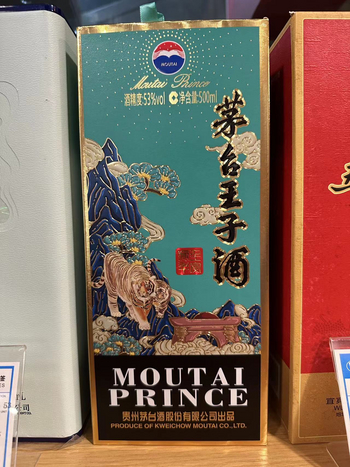 MOUTAI
Moutai Prince
酒精度:53%vol 净含量:500ml
茅台王子酒
MOUTAI
PRINCE
贵州茅台酒股份有限公司出品
PRODUCE OF KWEICHOW MOUTAI CO.,LTD.